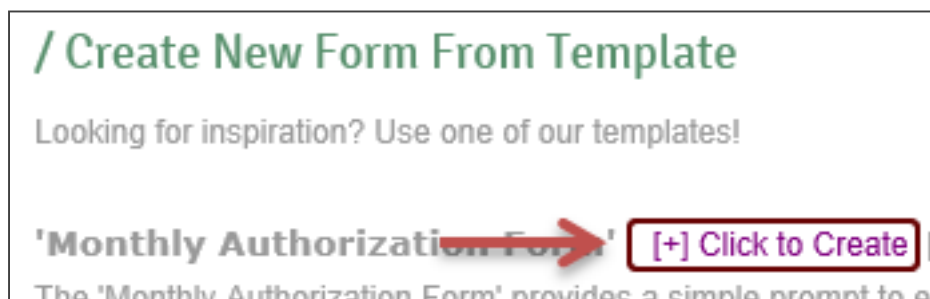 / Create New Form From Template
Looking for inspiration? Use one of our templates!
'Monthly Authorization Form' [+] Click to Create
The 'Monthly Authorization Form' provides a simple prompt to